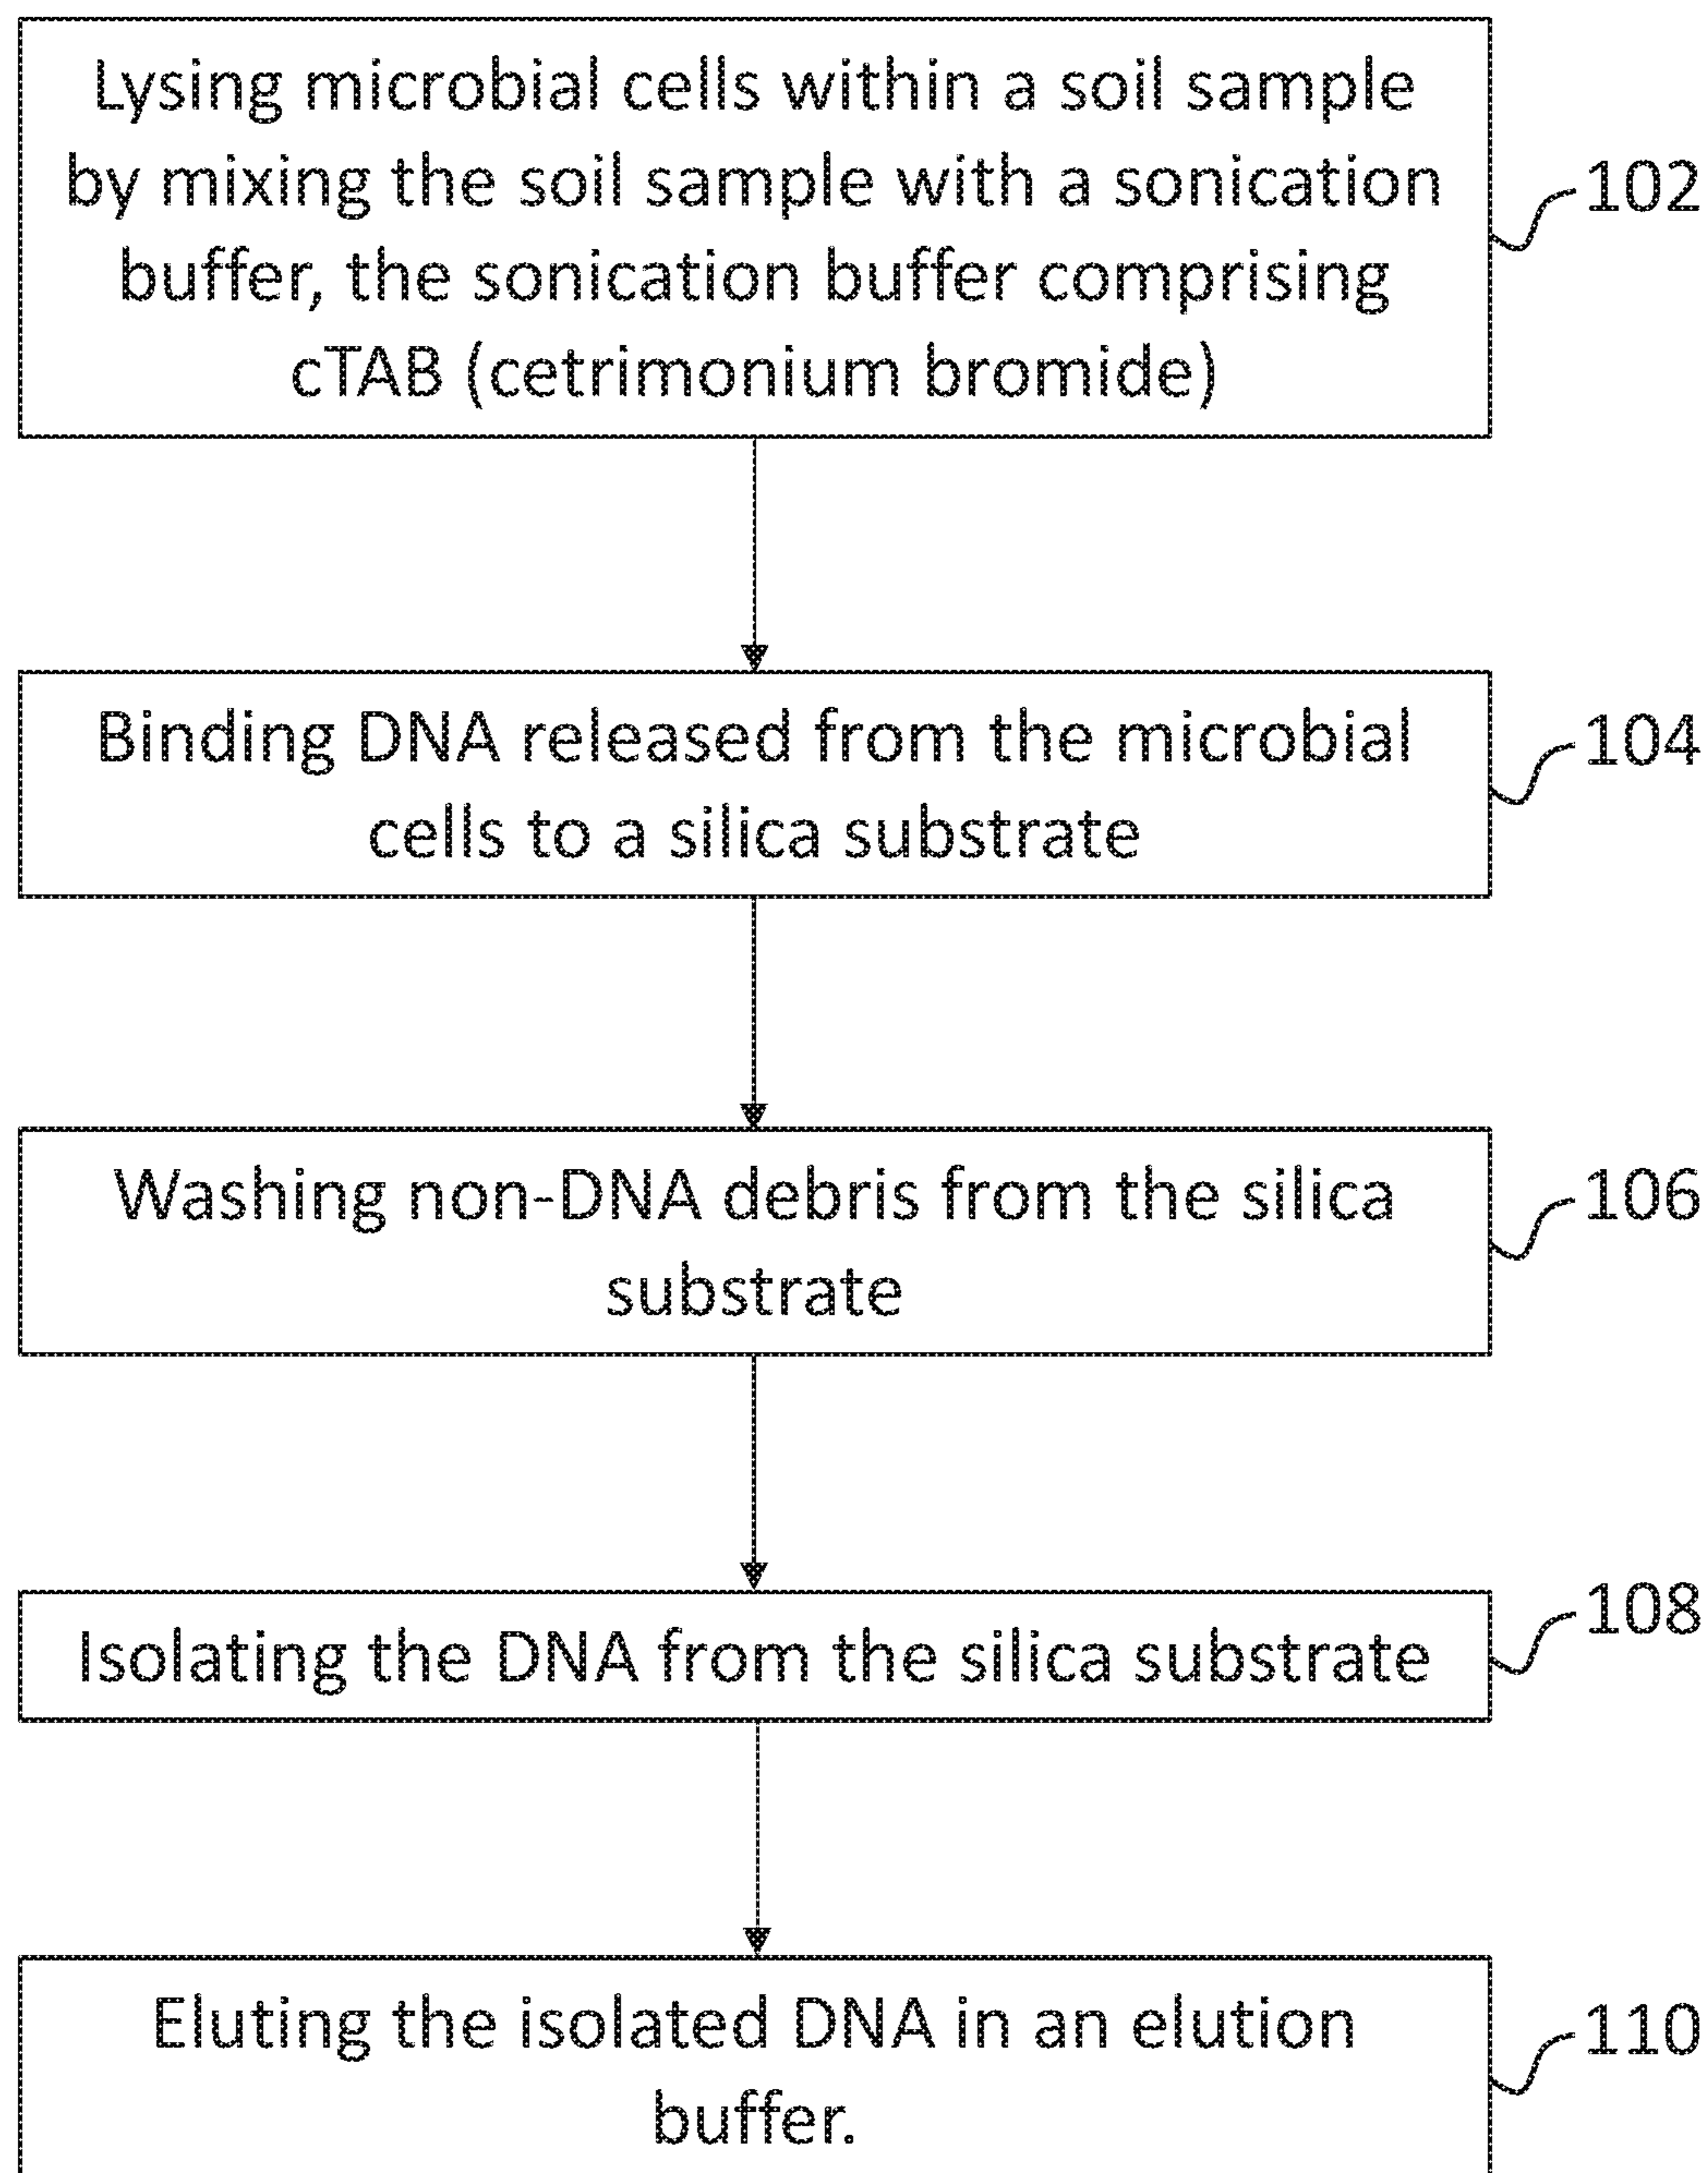 Lysing microbial cells within a soil sample
by mixing the soil sample with a sonication
buffer, the sonication buffer comprising
cTAB (cetrimonium bromide)
102
Binding DNA released from the microbial
cells to a silica substrate
104
Washing non-DNA debris from the silica
substrate
106
Isolating the DNA from the silica substrate
108
Eluting the isolated DNA in an elution
buffer.
110